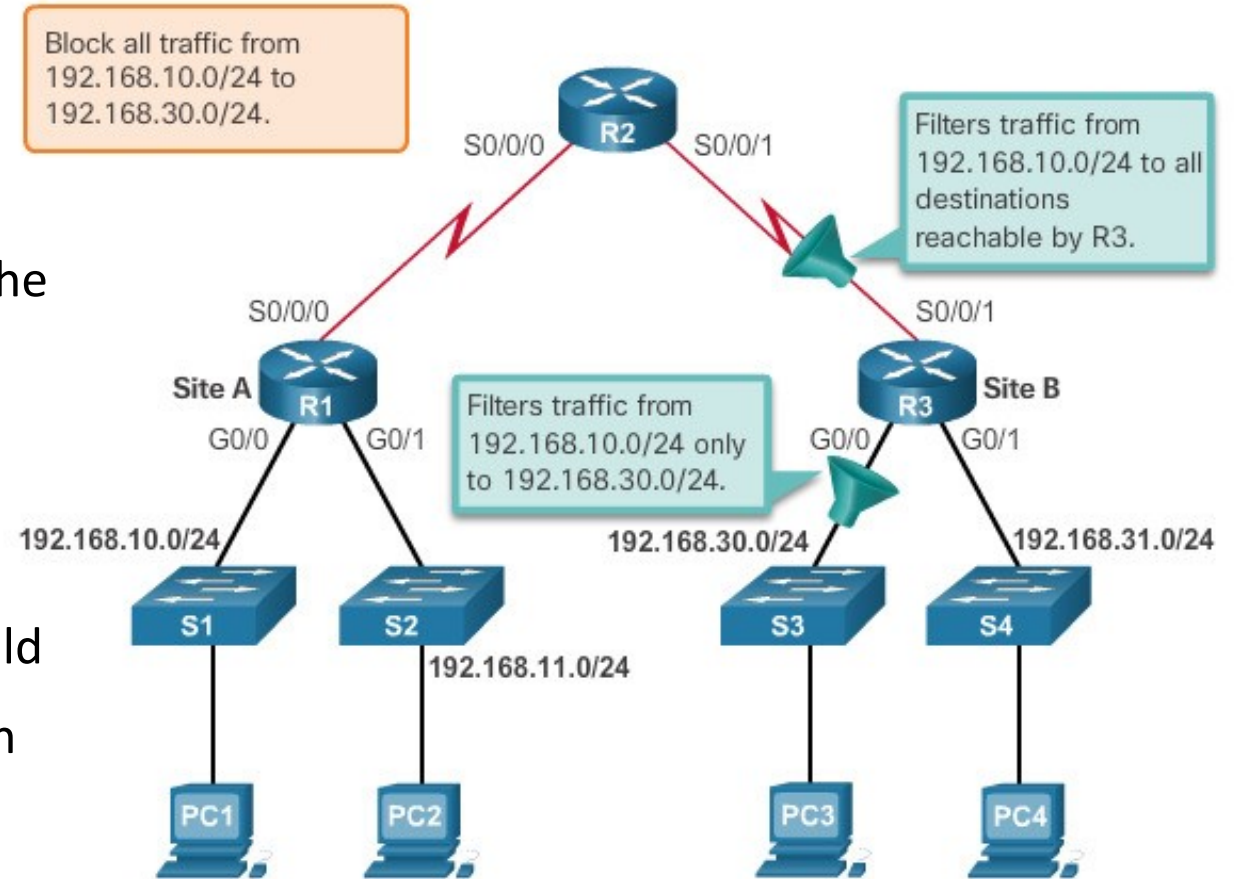 Block all traffic from
192.168.10.0/24 to
192.168.30.0/24.
R2
S0/0/0
S0/0/1
Filters traffic from
192.168.10.0/24 to all
destinations
reachable by R3.
he
S0/0/0
S0/0/1
Site A
R1
R3
Site B
G0/0
G0/1
Filters traffic from
192.168.10.0/24 only
to 192.168.30.0/24.
G0/0
G0/1
192.168.10.0/24
192.168.30.0/24
192.168.31.0/24
S1
S2
S3
S4
ld
192.168.11.0/24
n
PC1
PC2
PC3
PC4